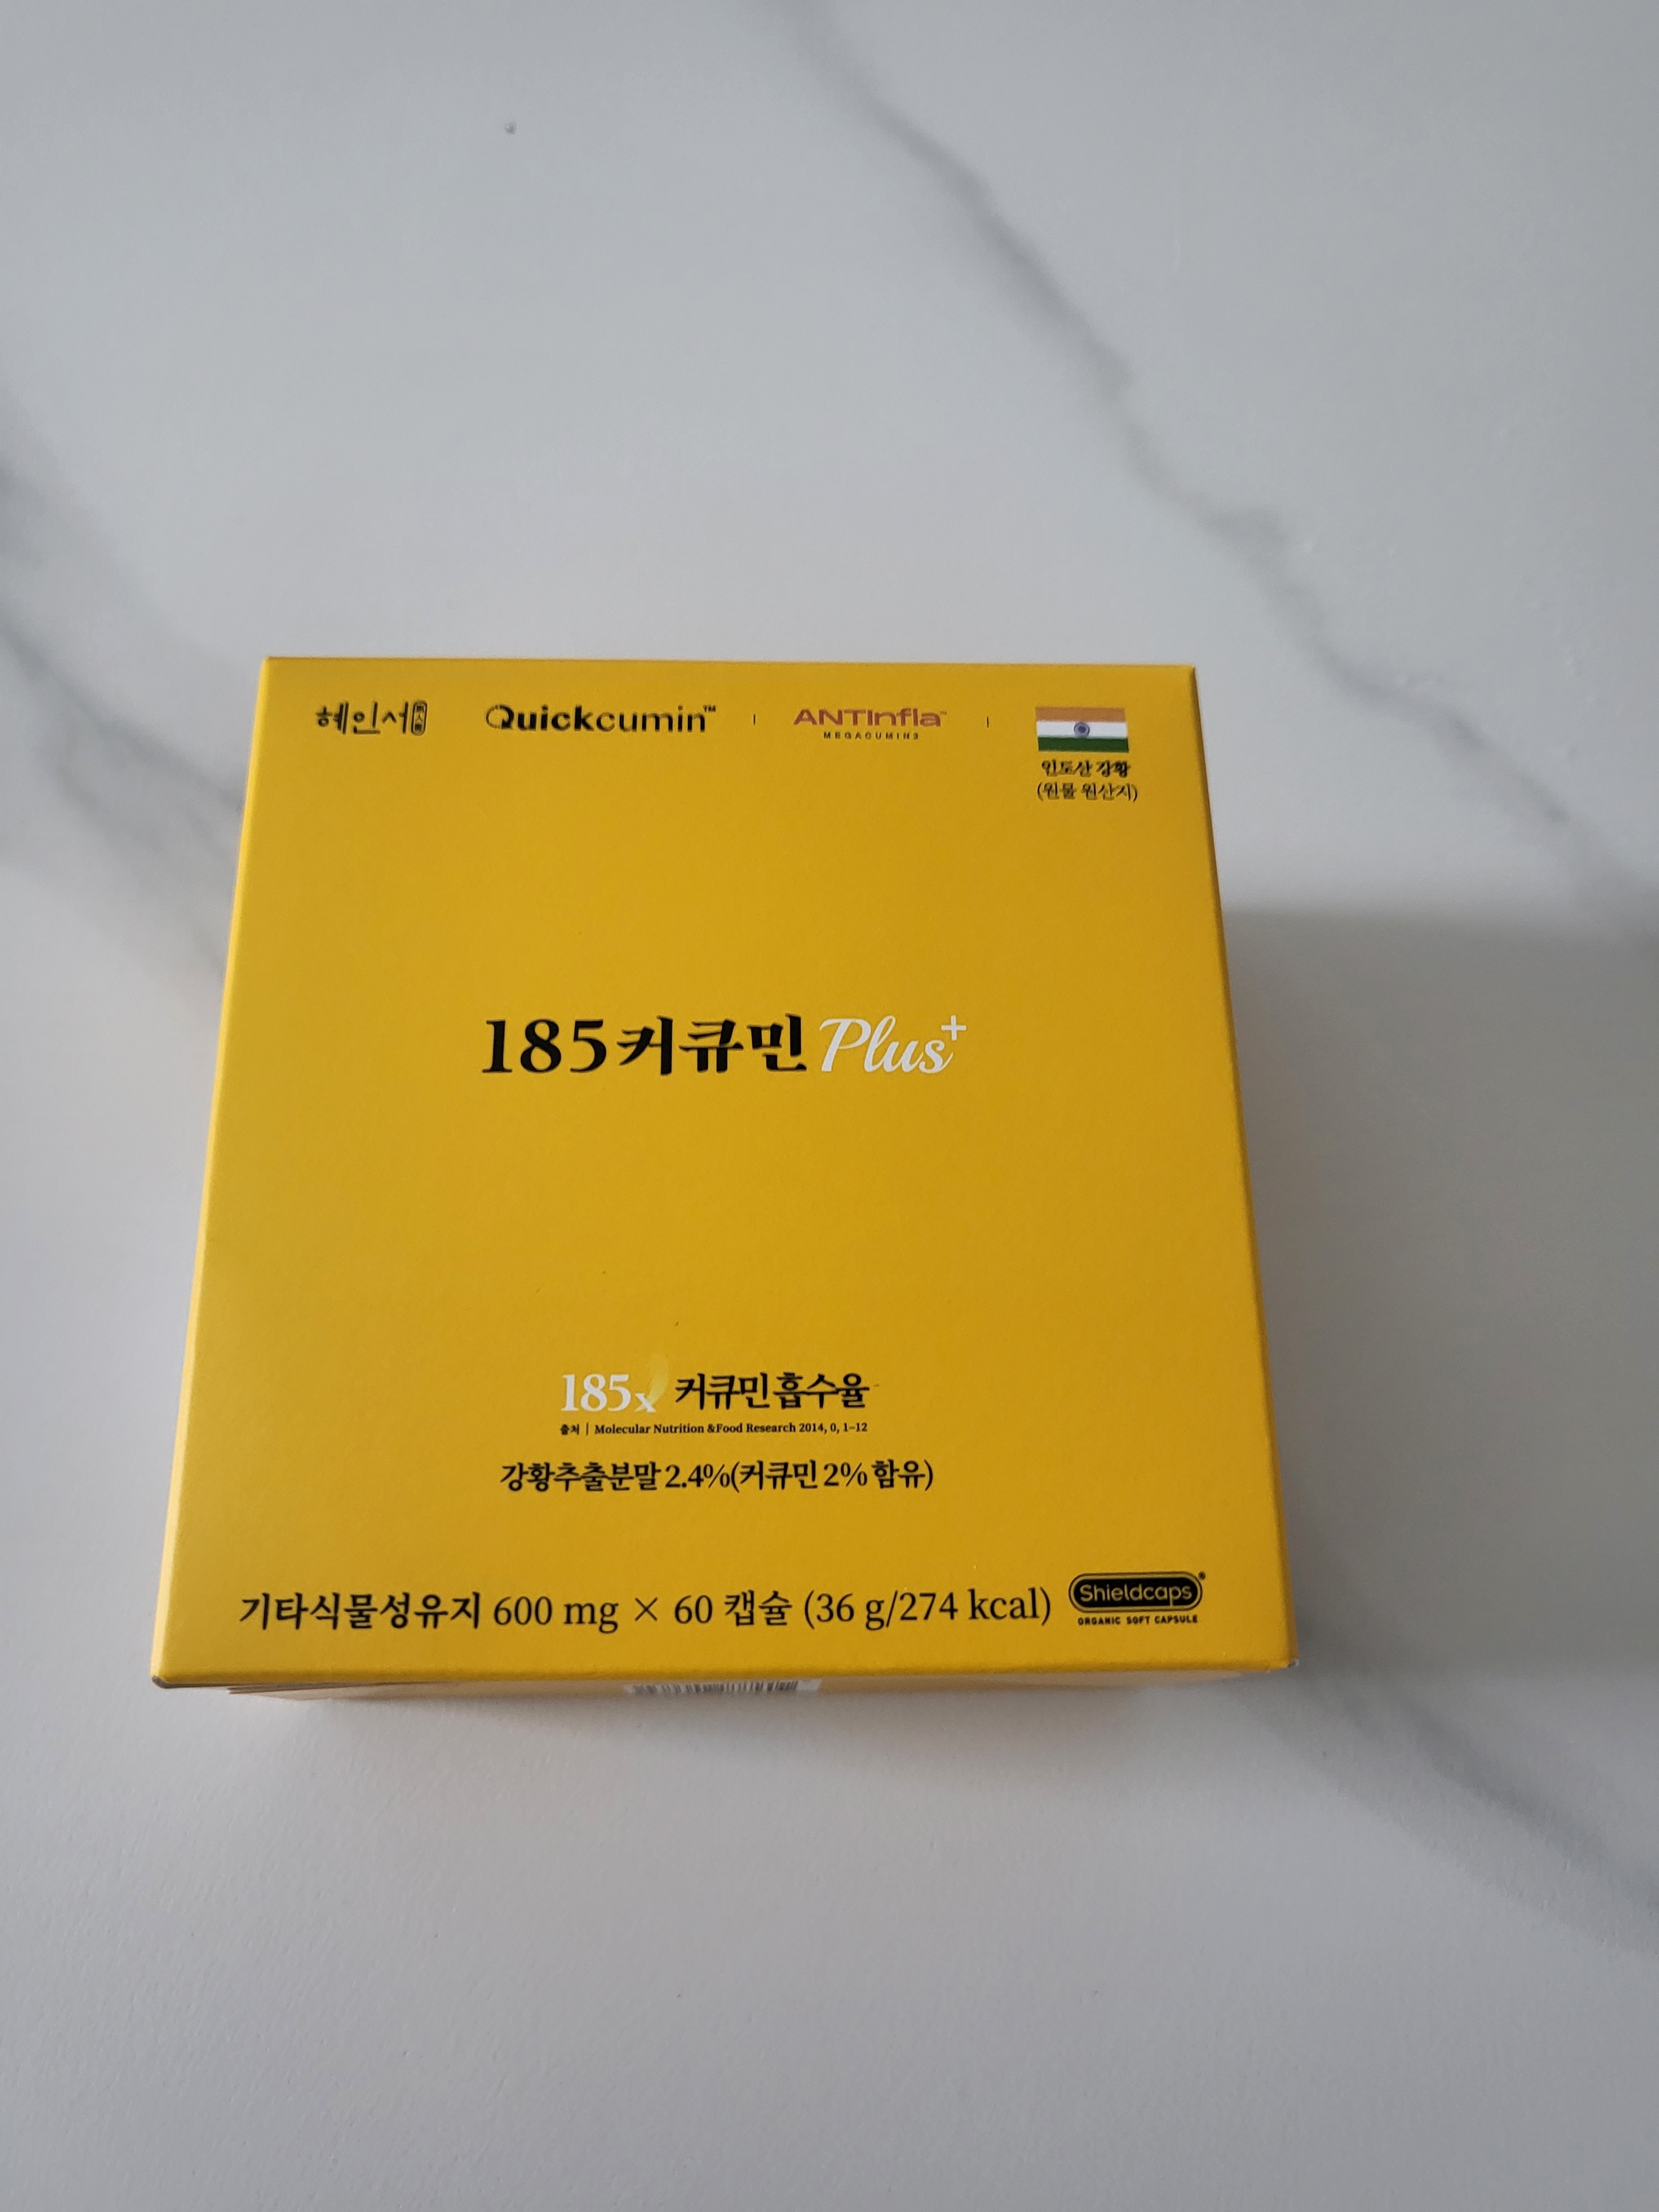 혜인서
Quickcumin™ | ANTInfla™ |
MEGACUMIN3
인도산 강황
(원물 원산지)
185커큐민 Plus+
185x 커큐민 흡수율
출처 | Molecular Nutrition &Food Research 2014, 0, 1-12
강황추출분말 2.4%(커큐민 2% 함유)
기타식물성유지 600 mg × 60 캡슐 (36 g/274 kcal)
Shieldcaps®
ORGANIC SOFT CAPSULE